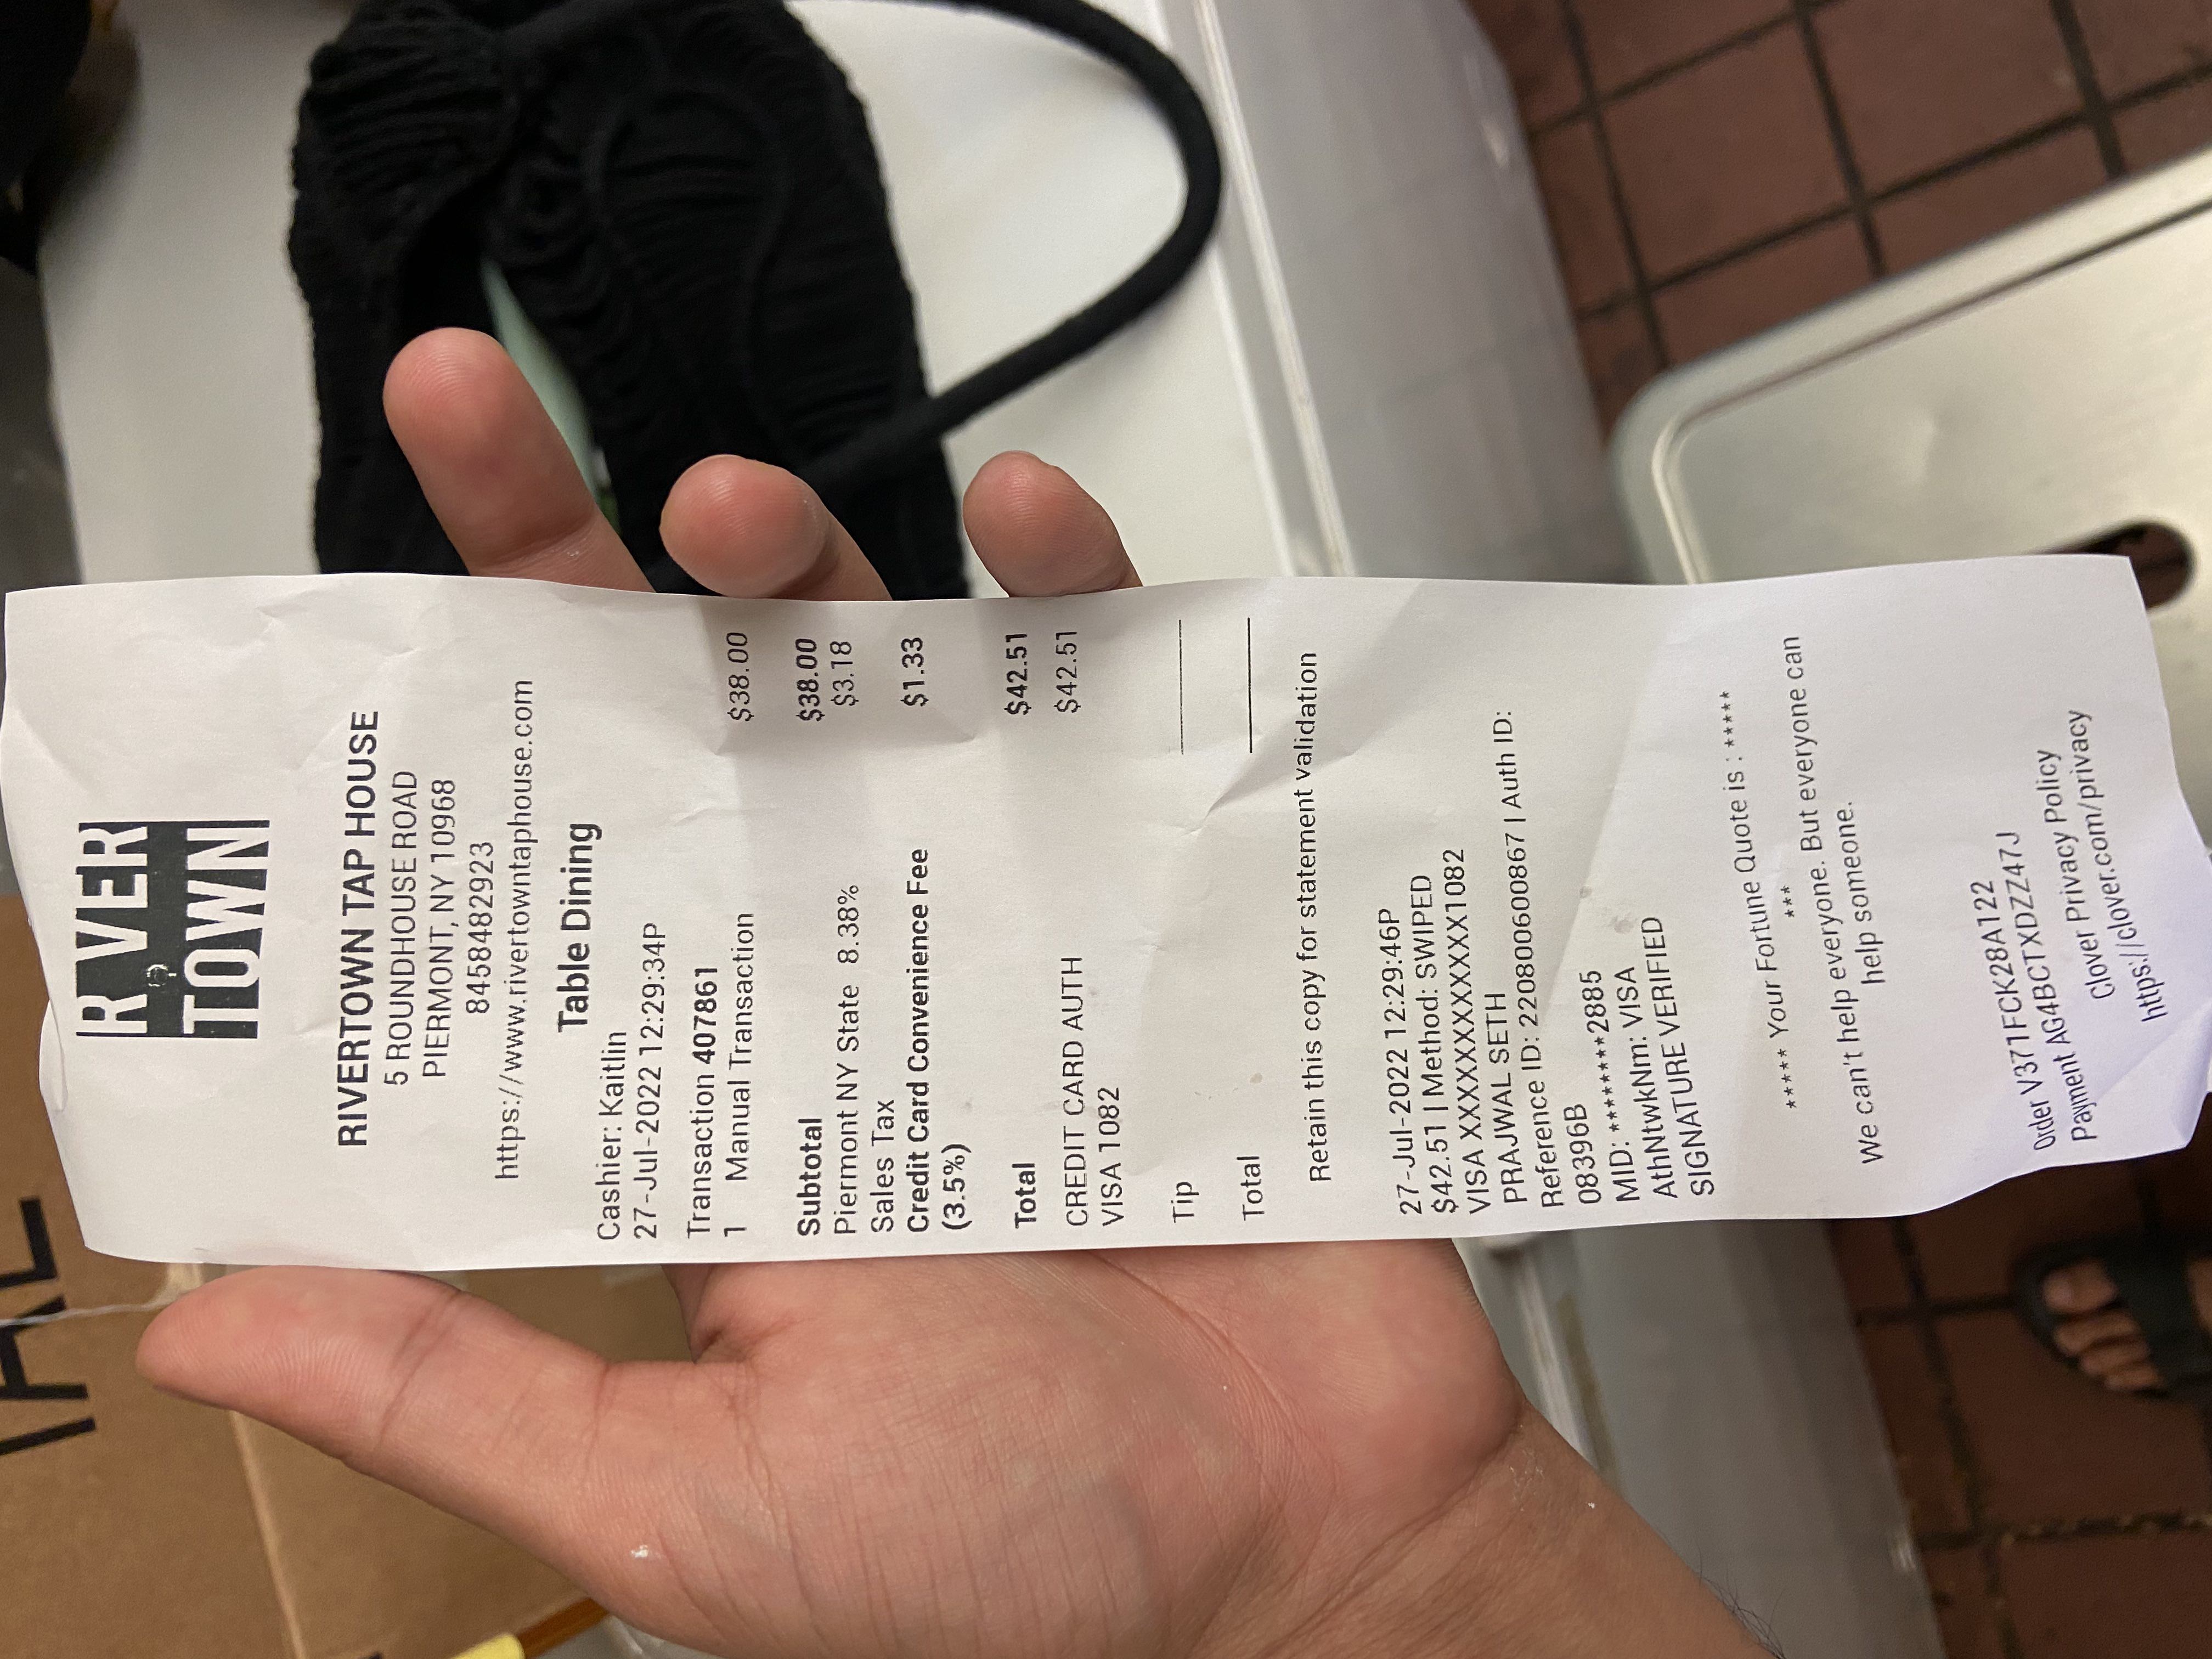 R VER
TOWN
RIVERTOWN TAP HOUSE
5 ROUNDHOUSE ROAD
PIERMONT, NY 10968
8458482923
https://www.rivertowntaphouse.com
Table Dining
Cashier: Kaitlin
27-Jul-2022 12:29:34P
Transaction 407861
1 Manual Transaction $38.00
Subtotal $38.00
Piermont NY State 8.38% $3.18
Sales Tax
Credit Card Convenience Fee $1.33
(3.5%)
Total $42.51
CREDIT CARD AUTH $42.51
VISA 1082
Tip
Total
Retain this copy for statement validation
27-Jul-2022 12:29:46P
$42.51 | Method: SWIPED
VISA XXXXXXXXXXXX1082
PRAJWAL SETH
Reference ID: 220800600867 | Auth ID:
08396B
MID: ********2885
AthNtwkNm: VISA
SIGNATURE VERIFIED
***** Your Fortune Quote is : *****
***
We can't help everyone. But everyone can
help someone.
Order V371FCK28A122
Payment AG4BCTXDZZ47J
Clover Privacy Policy
https://clover.com/privacy